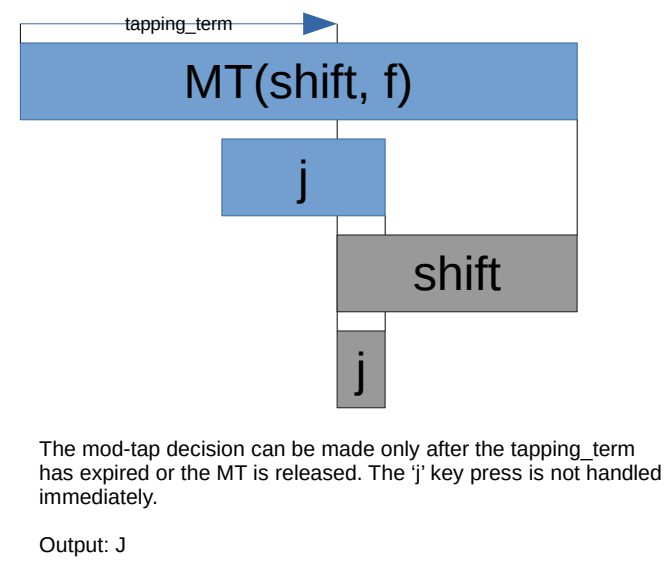 tapping_term
MT(shift, f)
j
shift
j
The mod-tap decision can be made only after the tapping_term
has expired or the MT is released. The ‘j’ key press is not handled
immediately.
Output: J